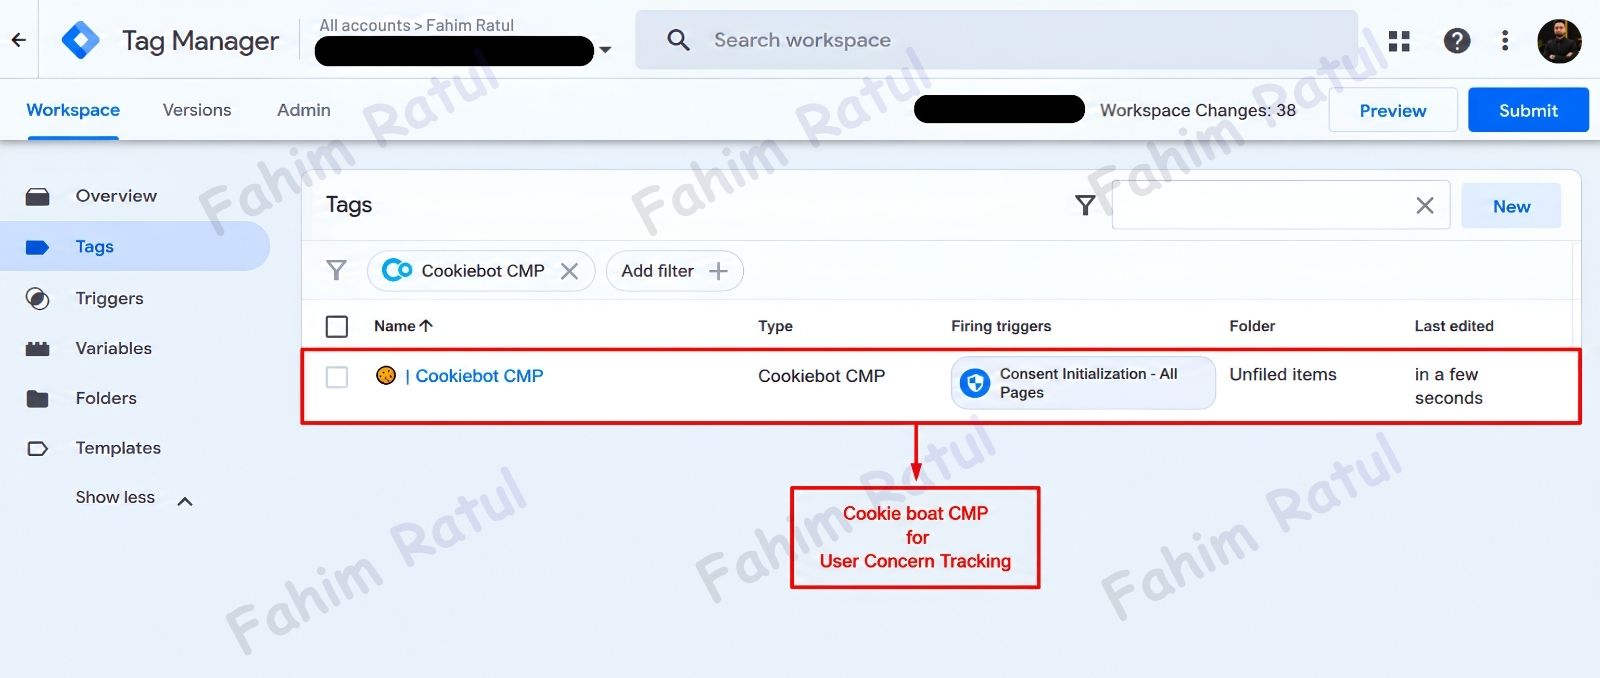 All accounts > Fahim Ratul
Tag Manager
Search workspace
Workspace
Versions
Admin
Workspace Changes: 38
Preview
Submit
Overview
Tags
Triggers
Variables
Folders
Templates
Show less
Tags
New
Cookiebot CMP
Add filter
Name
Type
Firing triggers
Folder
Last edited
| Cookiebot CMP
Cookiebot CMP
Consent Initialization - All
Pages
Unfiled items
in a few
seconds
Cookie boat CMP
for
User Concern Tracking
Fahim Ratul
Fahim Ratul
Fahim Ratul
Fahim Ratul
Fahim Ratul
Fahim Ratul